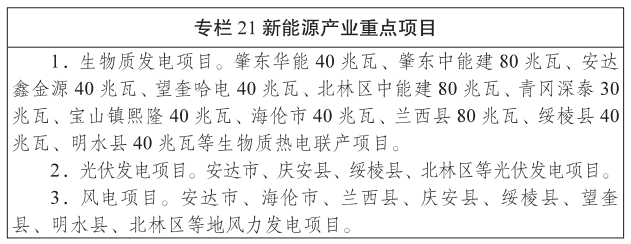 专栏 21 新能源产业重点项目
1．生物质发电项目。肇东华能 40 兆瓦、肇东中能建 80 兆瓦、安达
鑫金源 40 兆瓦、望奎哈电 40 兆瓦、北林区中能建 80 兆瓦、青冈深泰 30
兆瓦、宝山镇熙隆 40 兆瓦、海伦市 40 兆瓦、兰西县 80 兆瓦、绥棱县 40
兆瓦、明水县 40 兆瓦等生物质热电联产项目。
2．光伏发电项目。安达市、庆安县、绥棱县、北林区等光伏发电项目。
3．风电项目。安达市、海伦市、兰西县、庆安县、绥棱县、望奎
县、明水县、北林区等地风力发电项目。